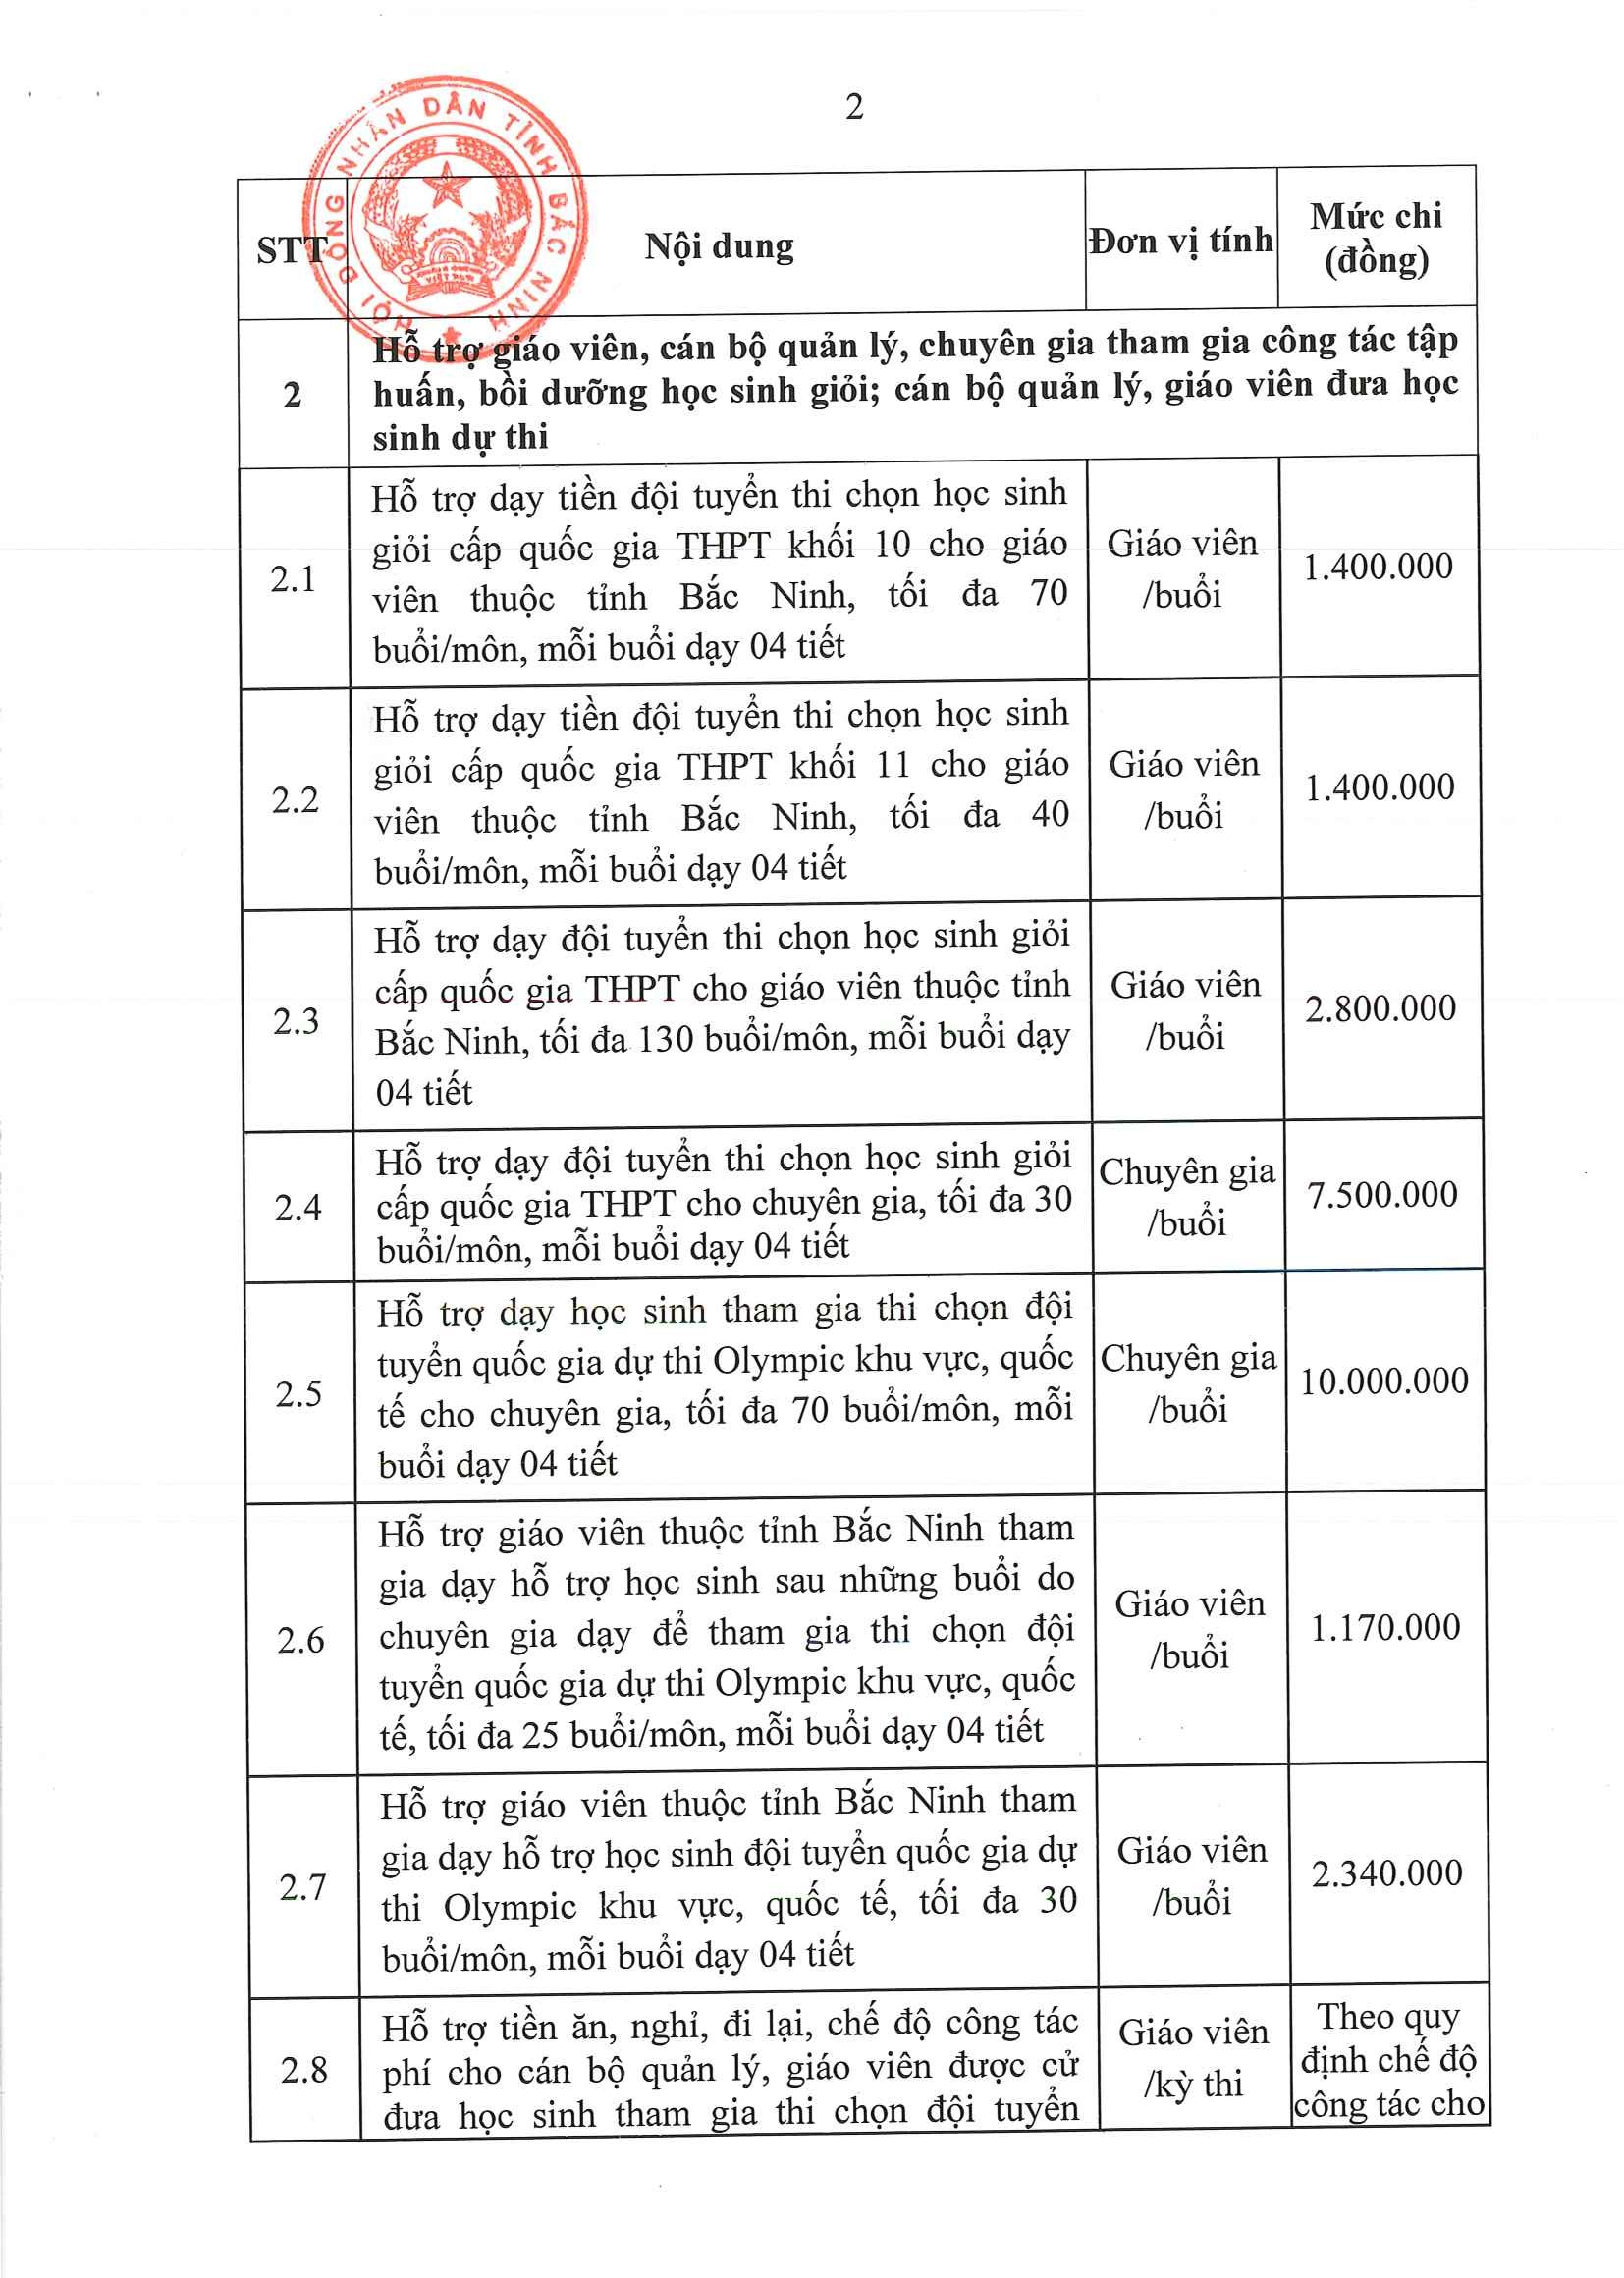 2
HỘI ĐỒNG NHÂN DÂN TỈNH BẮC NINH
STT
Nội dung
Đơn vị tính
Mức chi
(đồng)
2
Hỗ trợ giáo viên, cán bộ quản lý, chuyên gia tham gia công tác tập
huấn, bồi dưỡng học sinh giỏi; cán bộ quản lý, giáo viên đưa học
sinh dự thi
2.1
Hỗ trợ dạy tiền đội tuyển thi chọn học sinh
giỏi cấp quốc gia THPT khối 10 cho giáo
viên thuộc tỉnh Bắc Ninh, tối đa 70
buổi/môn, mỗi buổi dạy 04 tiết
Giáo viên
/buổi
1.400.000
2.2
Hỗ trợ dạy tiền đội tuyển thi chọn học sinh
giỏi cấp quốc gia THPT khối 11 cho giáo
viên thuộc tỉnh Bắc Ninh, tối đa 40
buổi/môn, mỗi buổi dạy 04 tiết
Giáo viên
/buổi
1.400.000
2.3
Hỗ trợ dạy đội tuyển thi chọn học sinh giỏi
cấp quốc gia THPT cho giáo viên thuộc tỉnh
Bắc Ninh, tối đa 130 buổi/môn, mỗi buổi dạy
04 tiết
Giáo viên
/buổi
2.800.000
2.4
Hỗ trợ dạy đội tuyển thi chọn học sinh giỏi
cấp quốc gia THPT cho chuyên gia, tối đa 30
buổi/môn, mỗi buổi dạy 04 tiết
Chuyên gia
/buổi
7.500.000
2.5
Hỗ trợ dạy học sinh tham gia thi chọn đội
tuyển quốc gia dự thi Olympic khu vực, quốc
tế cho chuyên gia, tối đa 70 buổi/môn, mỗi
buổi dạy 04 tiết
Chuyên gia
/buổi
10.000.000
2.6
Hỗ trợ giáo viên thuộc tỉnh Bắc Ninh tham
gia dạy hỗ trợ học sinh sau những buổi do
chuyên gia dạy để tham gia thi chọn đội
tuyển quốc gia dự thi Olympic khu vực, quốc
tế, tối đa 25 buổi/môn, mỗi buổi dạy 04 tiết
Giáo viên
/buổi
1.170.000
2.7
Hỗ trợ giáo viên thuộc tỉnh Bắc Ninh tham
gia dạy hỗ trợ học sinh đội tuyển quốc gia dự
thi Olympic khu vực, quốc tế, tối đa 30
buổi/môn, mỗi buổi dạy 04 tiết
Giáo viên
/buổi
2.340.000
2.8
Hỗ trợ tiền ăn, nghỉ, đi lại, chế độ công tác
phí cho cán bộ quản lý, giáo viên được cử
đưa học sinh tham gia thi chọn đội tuyển
Giáo viên
/kỳ thi
Theo quy
định chế độ
công tác cho